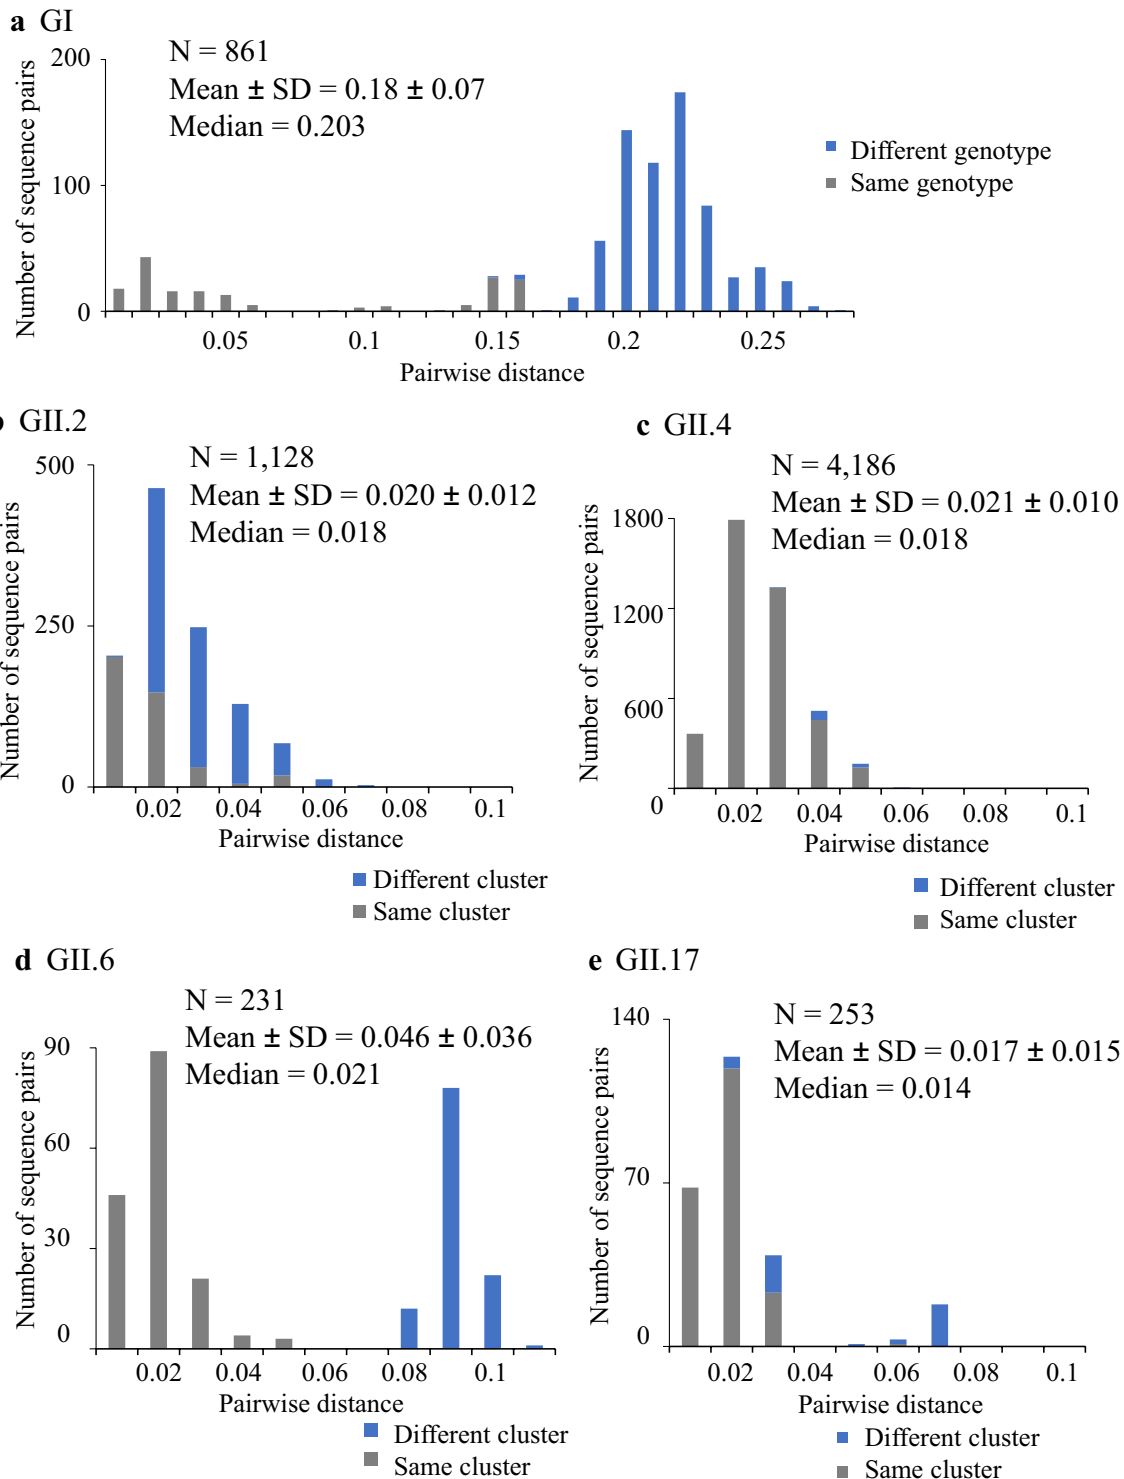 a GI
N = 861
Mean ± SD = 0.18 ± 0.07
Median = 0.203
Different genotype
Same genotype
Number of sequence pairs
200
100
0
0.05 0.1 0.15 0.2 0.25
Pairwise distance
GII.2
N = 1,128
Mean ± SD = 0.020 ± 0.012
Median = 0.018
Number of sequence pairs
500
250
0
0.02 0.04 0.06 0.08 0.1
Pairwise distance
Different cluster
Same cluster
c GII.4
N = 4,186
Mean ± SD = 0.021 ± 0.010
Median = 0.018
Number of sequence pairs
1800
1200
600
0
0.02 0.04 0.06 0.08 0.1
Pairwise distance
Different cluster
Same cluster
d GII.6
N = 231
Mean ± SD = 0.046 ± 0.036
Median = 0.021
Number of sequence pairs
90
60
30
0
0.02 0.04 0.06 0.08 0.1
Pairwise distance
Different cluster
Same cluster
e GII.17
N = 253
Mean ± SD = 0.017 ± 0.015
Median = 0.014
Number of sequence pairs
140
70
0
0.02 0.04 0.06 0.08 0.1
Pairwise distance
Different cluster
Same cluster